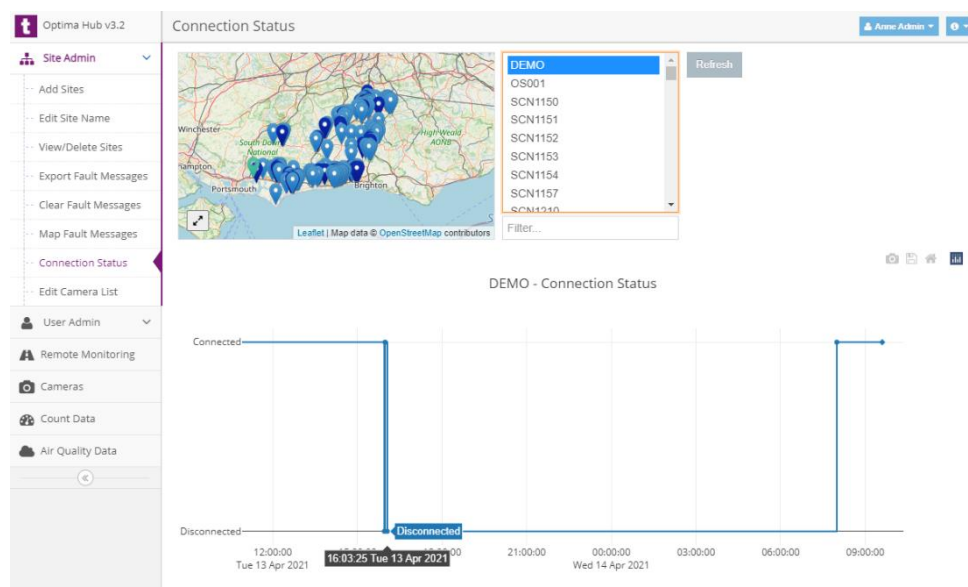 t Optima Hub v3.2
Connection Status
Anne Admin
Site Admin
Add Sites
Edit Site Name
View/Delete Sites
Export Fault Messages
Clear Fault Messages
Map Fault Messages
Connection Status
Edit Camera List
User Admin
Remote Monitoring
Cameras
Count Data
Air Quality Data
Winchester
South Down
National
High Weald
AONB
Portsmouth
Brighton
Leaflet | Map data © OpenStreetMap contributors
DEMO
OS001
SCN1150
SCN1151
SCN1152
SCN1153
SCN1154
SCN1157
SCN1210
Filter...
Refresh
DEMO - Connection Status
Connected
Disconnected
Disconnected
16:03:25 Tue 13 Apr 2021
12:00:00
Tue 13 Apr 2021
21:00:00
00:00:00
Wed 14 Apr 2021
03:00:00
06:00:00
09:00:00